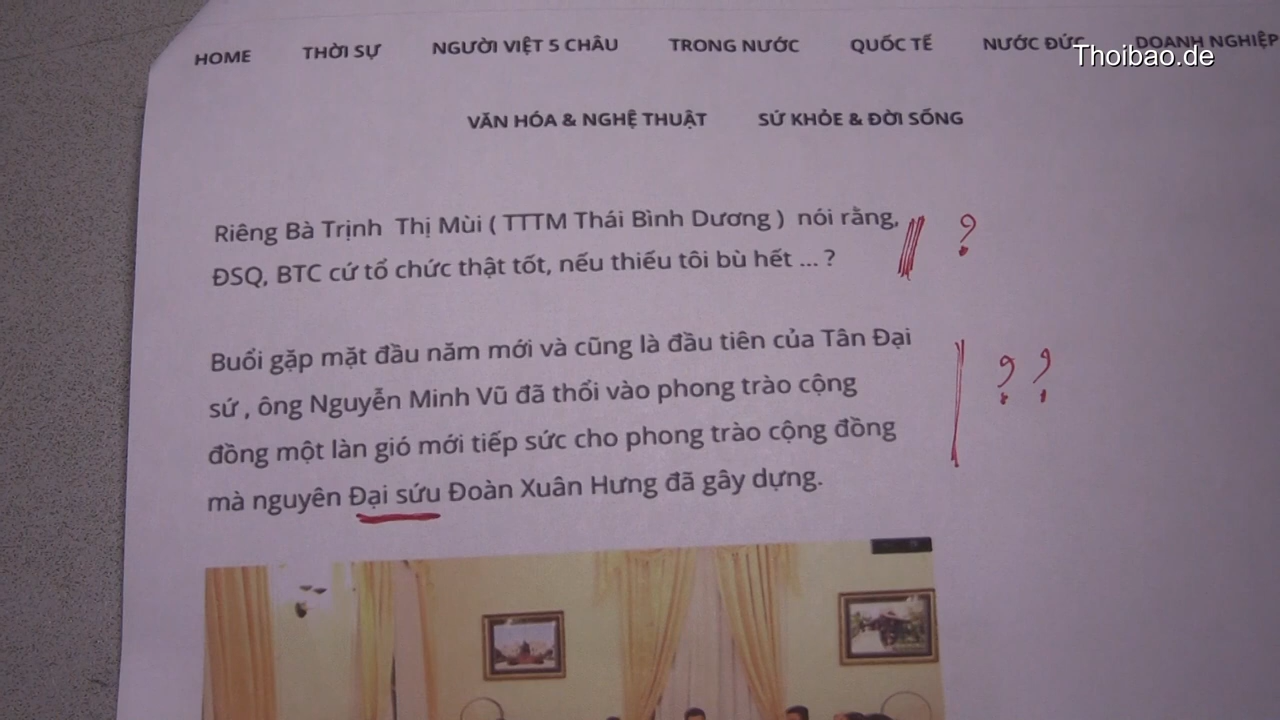 HOME THỜI SỰ NGƯỜI VIỆT 5 CHÂU TRONG NƯỚC QUỐC TẾ NƯỚC ĐỨC DOANH NGHIỆP
Thoibao.de
VĂN HÓA & NGHỆ THUẬT SỨ KHỎE & ĐỜI SỐNG
Riêng Bà Trịnh Thị Mùi ( TTTM Thái Bình Dương ) nói rằng, ?
ĐSQ, BTC cứ tổ chức thật tốt, nếu thiếu tôi bù hết ... ?
Buổi gặp mặt đầu năm mới và cũng là đầu tiên của Tân Đại
sứ , ông Nguyễn Minh Vũ đã thổi vào phong trào cộng ? ?
đồng một làn gió mới tiếp sức cho phong trào cộng đồng
mà nguyên Đại sứu Đoàn Xuân Hưng đã gây dựng.